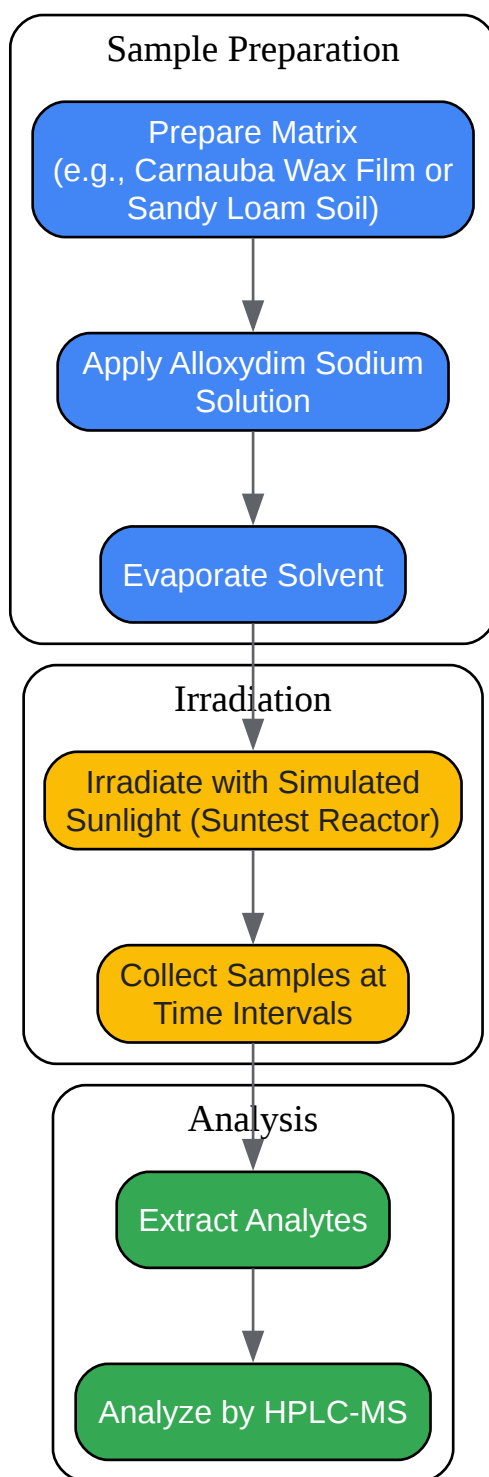 Sample Preparation
Prepare Matrix
(e.g., Carnauba Wax Film or
Sandy Loam Soil)
Apply Alloxydim Sodium
Solution
Evaporate Solvent
Irradiation
Irradiate with Simulated
Sunlight (Suntest Reactor)
Collect Samples at
Time Intervals
Analysis
Extract Analytes
Analyze by HPLC-MS